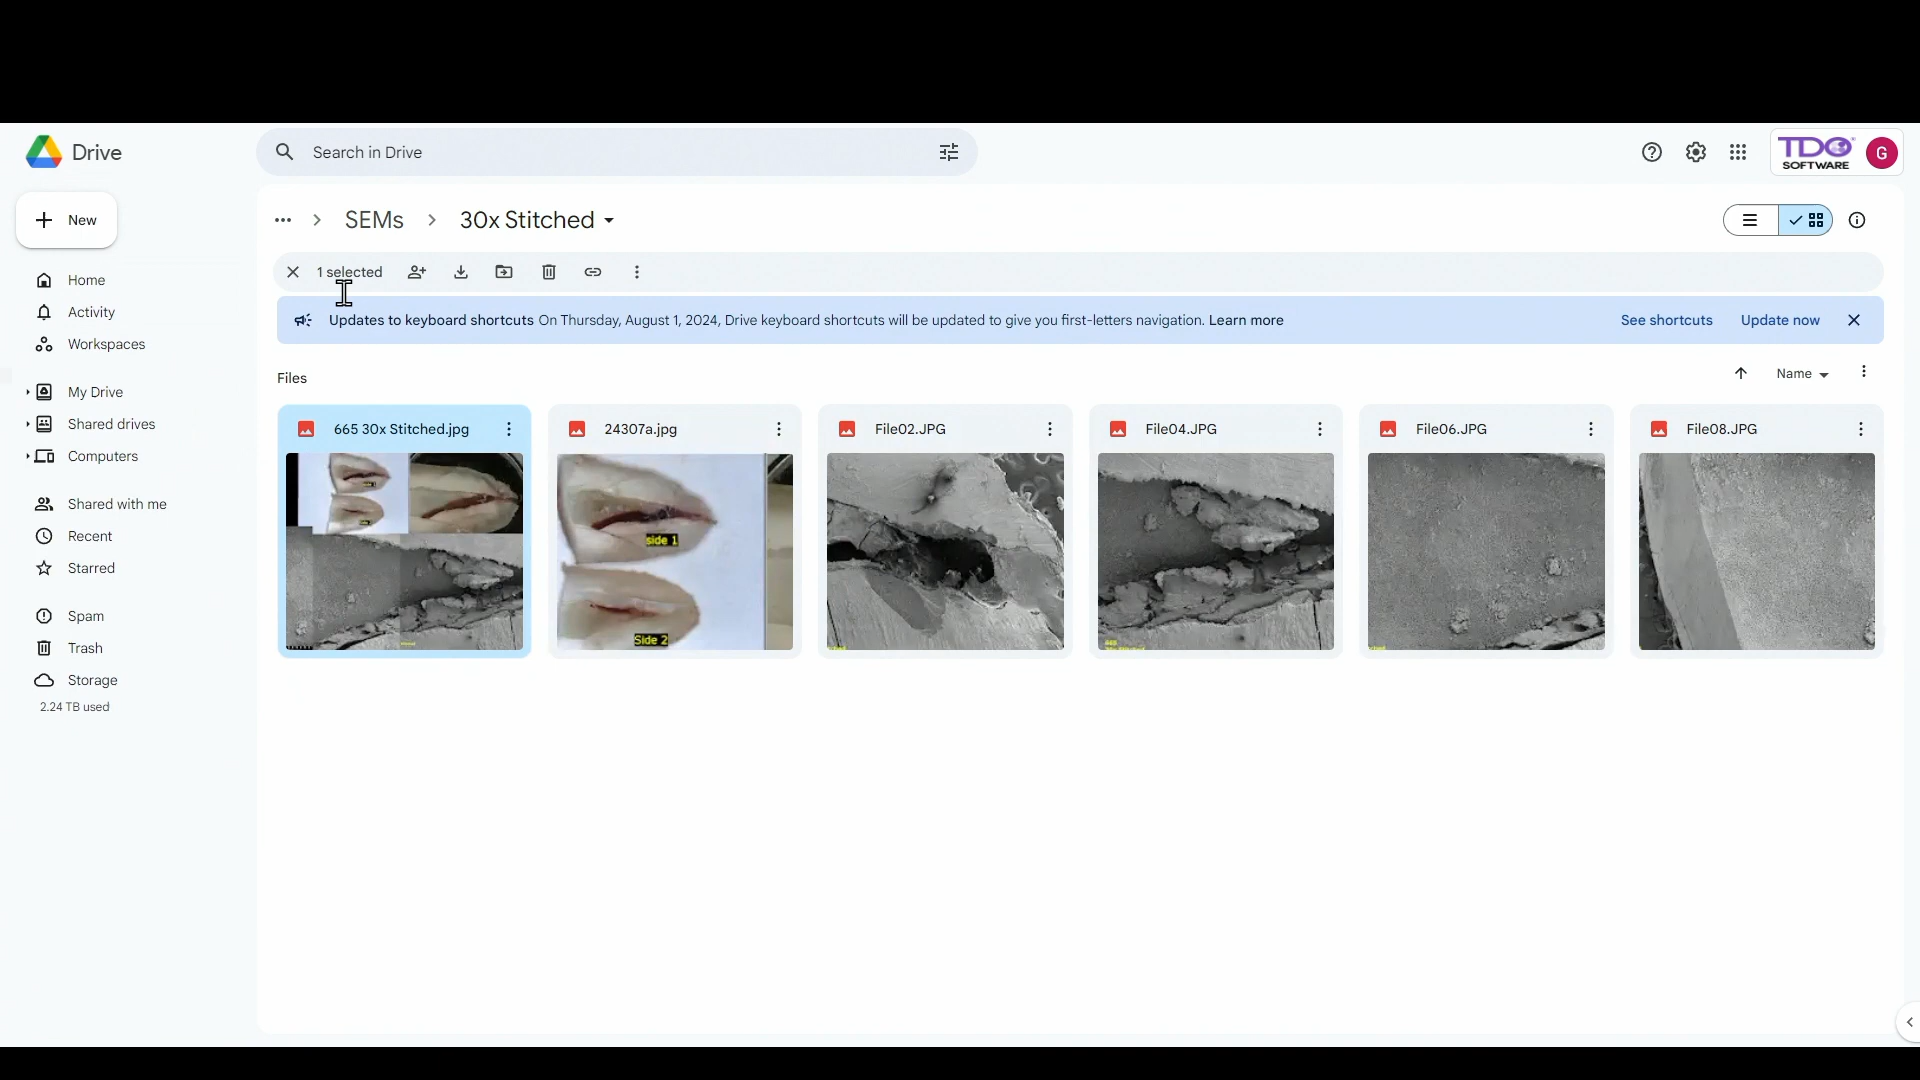 Drive
Search in Drive
TDO
SOFTWARE
G
New
SEMs
30x Stitched
1 selected
Home
Activity
Workspaces
My Drive
Shared drives
Computers
Shared with me
Recent
Starred
Spam
Trash
Storage
2.24 TB used
Updates to keyboard shortcuts On Thursday, August 1, 2024, Drive keyboard shortcuts will be updated to give you first-letters navigation. Learn more
See shortcuts
Update now
Files
Name
665 30x Stitched.jpg
24307a.jpg
File02.JPG
File04.JPG
File06.JPG
File08.JPG
side 1
Side 2